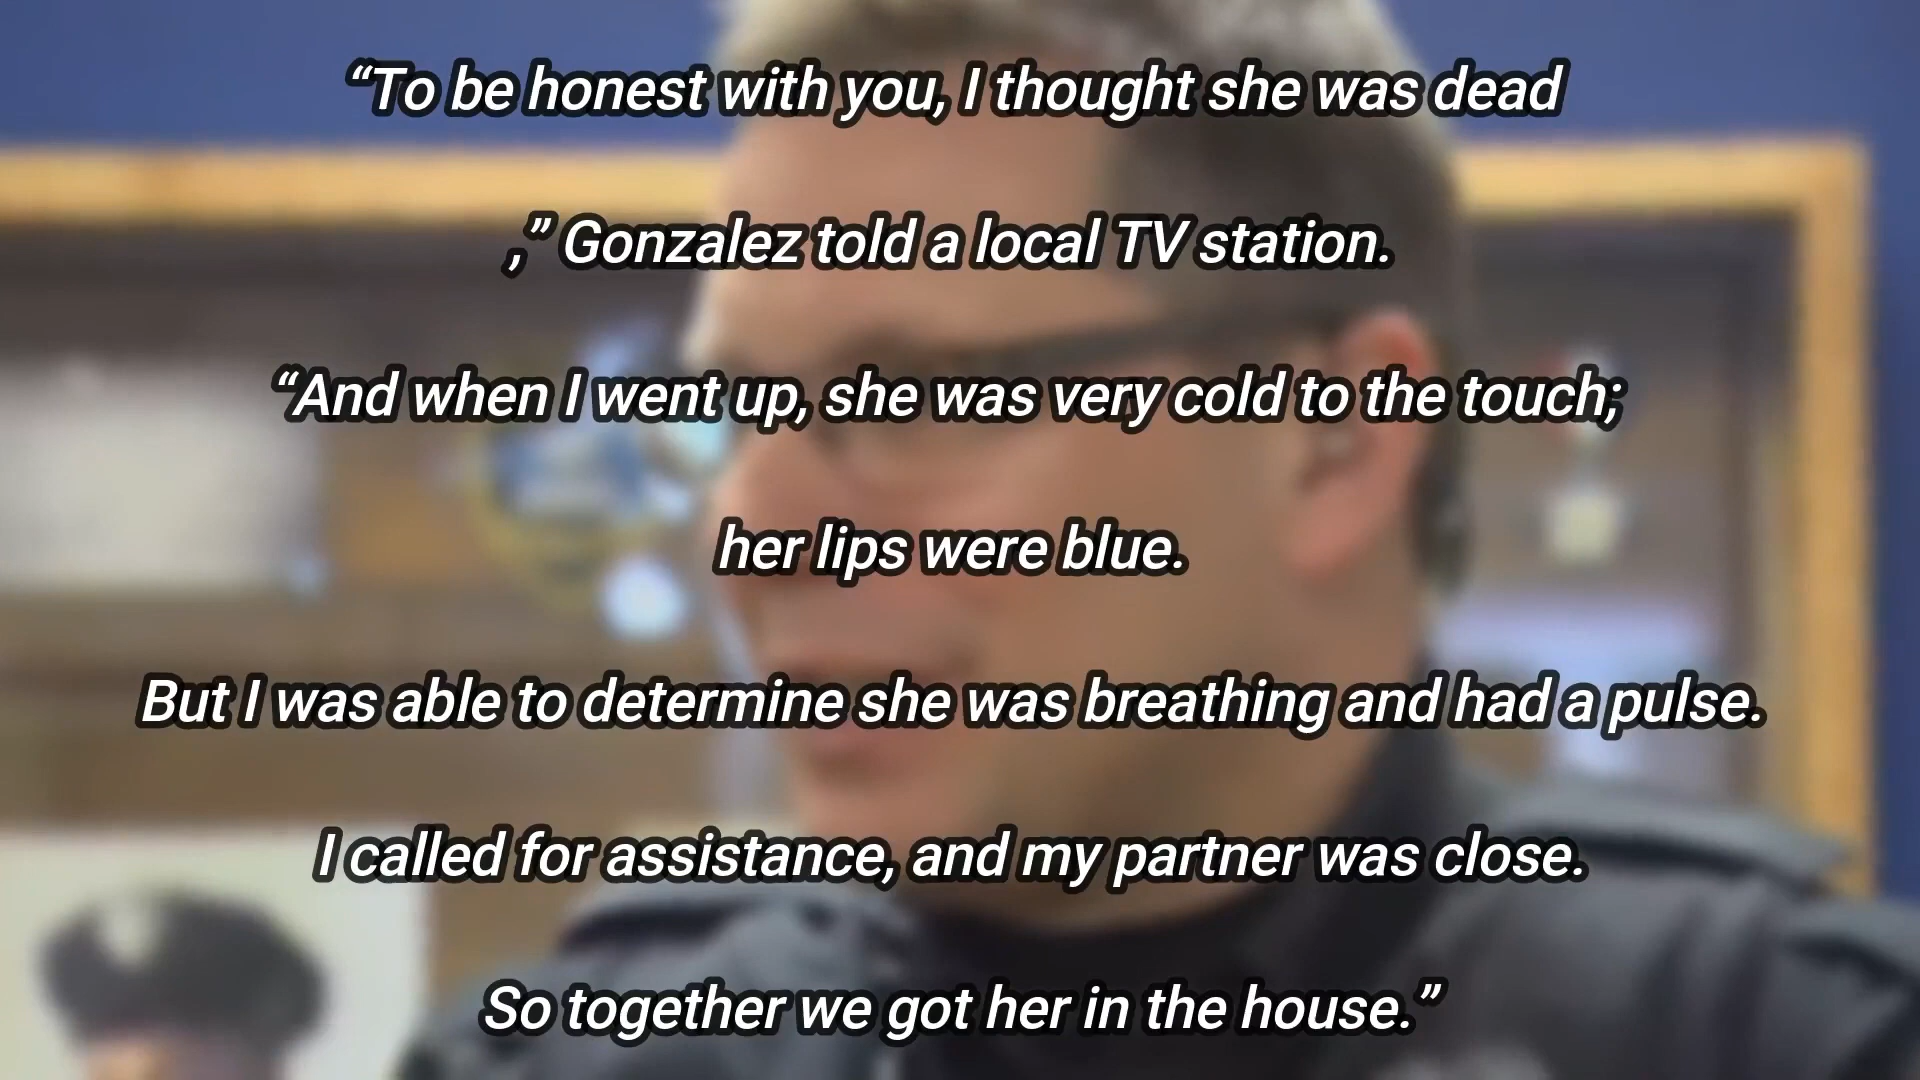 “To be honest with you, I thought she was dead
,” Gonzalez told a local TV station.
“And when I went up, she was very cold to the touch;
her lips were blue.
But I was able to determine she was breathing and had a pulse.
I called for assistance, and my partner was close.
So together we got her in the house.”